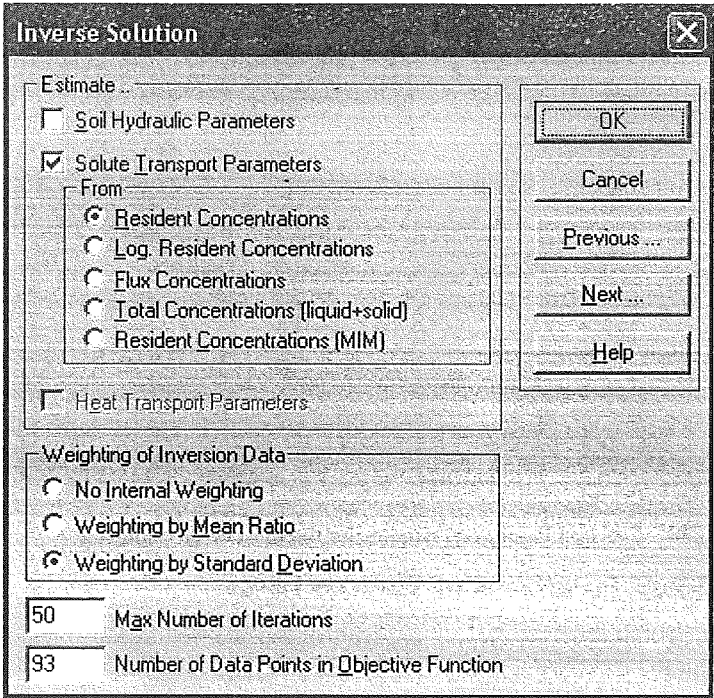 Inverse Solution
Estimate ..
Soil Hydraulic Parameters
Solute Transport Parameters
From
Resident Concentrations
Log. Resident Concentrations
Flux Concentrations
Total Concentrations (liquid+solid)
Resident Concentrations (MIM)
Heat Transport Parameters
Weighting of Inversion Data
No Internal Weighting
Weighting by Mean Ratio
Weighting by Standard Deviation
50 Max Number of Iterations
93 Number of Data Points in Objective Function
OK
Cancel
Previous ...
Next ...
Help